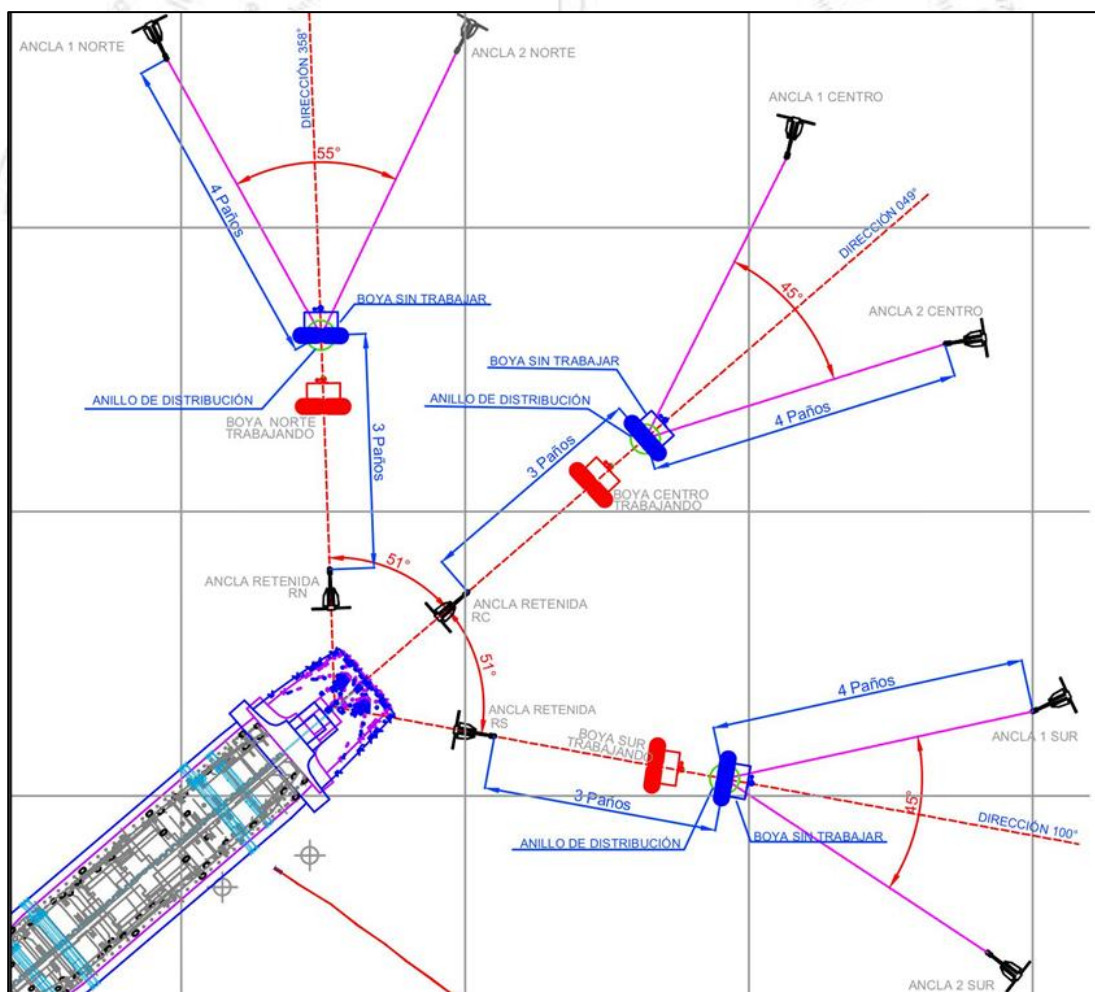 ANCLA 1 NORTE
ANCLA 2 NORTE
DIRECCIÓN 358°
ANCLA 1 CENTRO
55°
4 Paños
DIRECCIÓN 049°
BOYA SIN TRABAJAR
45°
ANCLA 2 CENTRO
BOYA SIN TRABAJAR
ANILLO DE DISTRIBUCIÓN
ANILLO DE DISTRIBUCIÓN
BOYA NORTE
TRABAJANDO
3 Paños
3 Paños
4 Paños
BOYA CENTRO
TRABAJANDO
51°
ANCLA RETENIDA
RN
ANCLA RETENIDA
RC
51°
4 Paños
ANCLA RETENIDA
RS
BOYA SUR
TRABAJANDO
ANCLA 1 SUR
3 Paños
45°
DIRECCIÓN 100°
ANILLO DE DISTRIBUCIÓN
BOYA SIN TRABAJAR
ANCLA 2 SUR